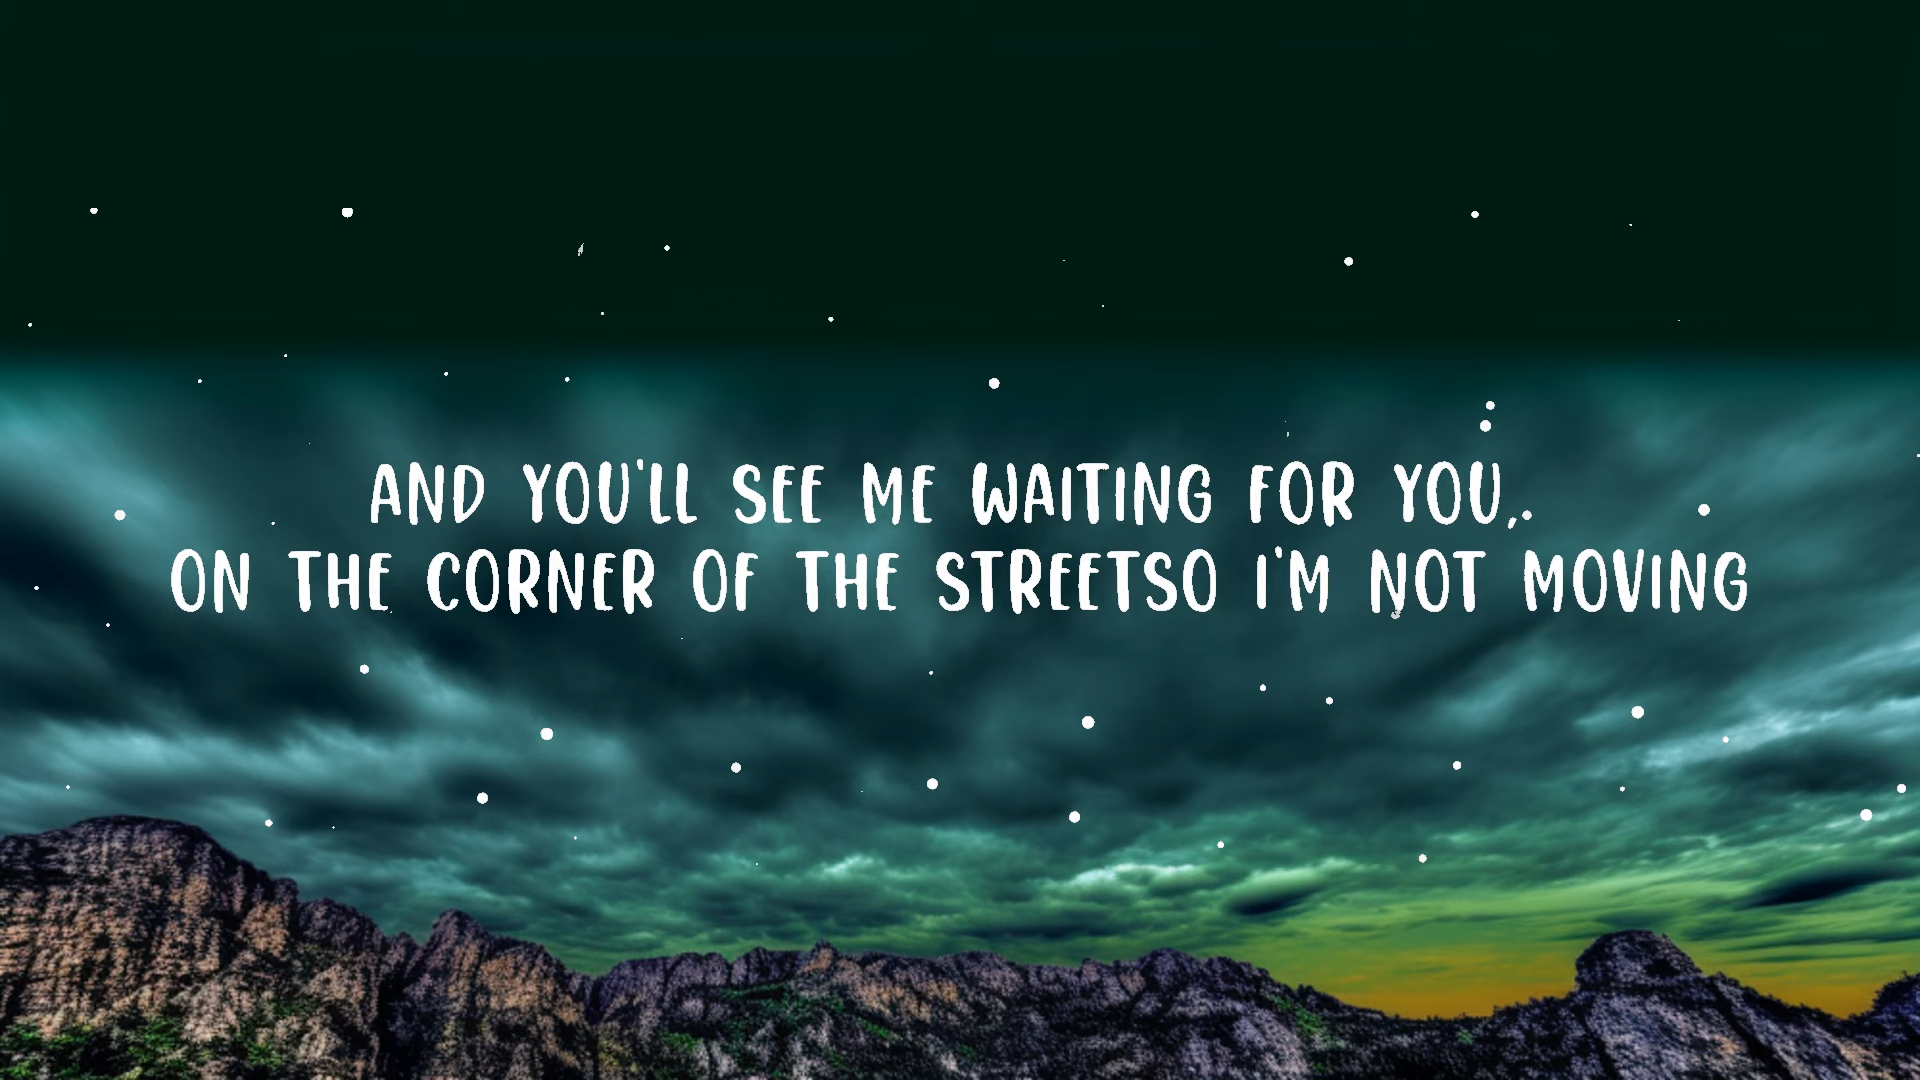 AND YOU'LL SEE ME WAITING FOR YOU,
ON THE CORNER OF THE STREETSO I'M NOT MOVING